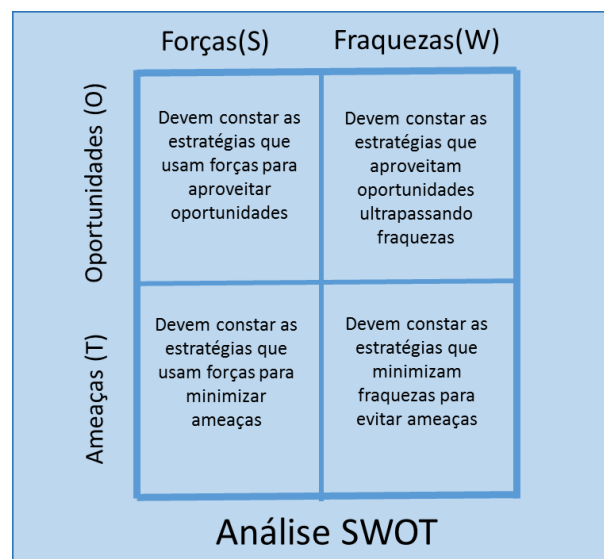 Forças(S)
Fraquezas(W)
Oportunidades (O)
Devem constar as
estratégias que
usam forças para
aproveitar
oportunidades
Devem constar as
estratégias que
aproveitam
oportunidades
ultrapassando
fraquezas
Ameaças (T)
Devem constar as
estratégias que
usam forças para
minimizar
ameaças
Devem constar as
estratégias que
minimizam
fraquezas para
evitar ameaças
Análise SWOT